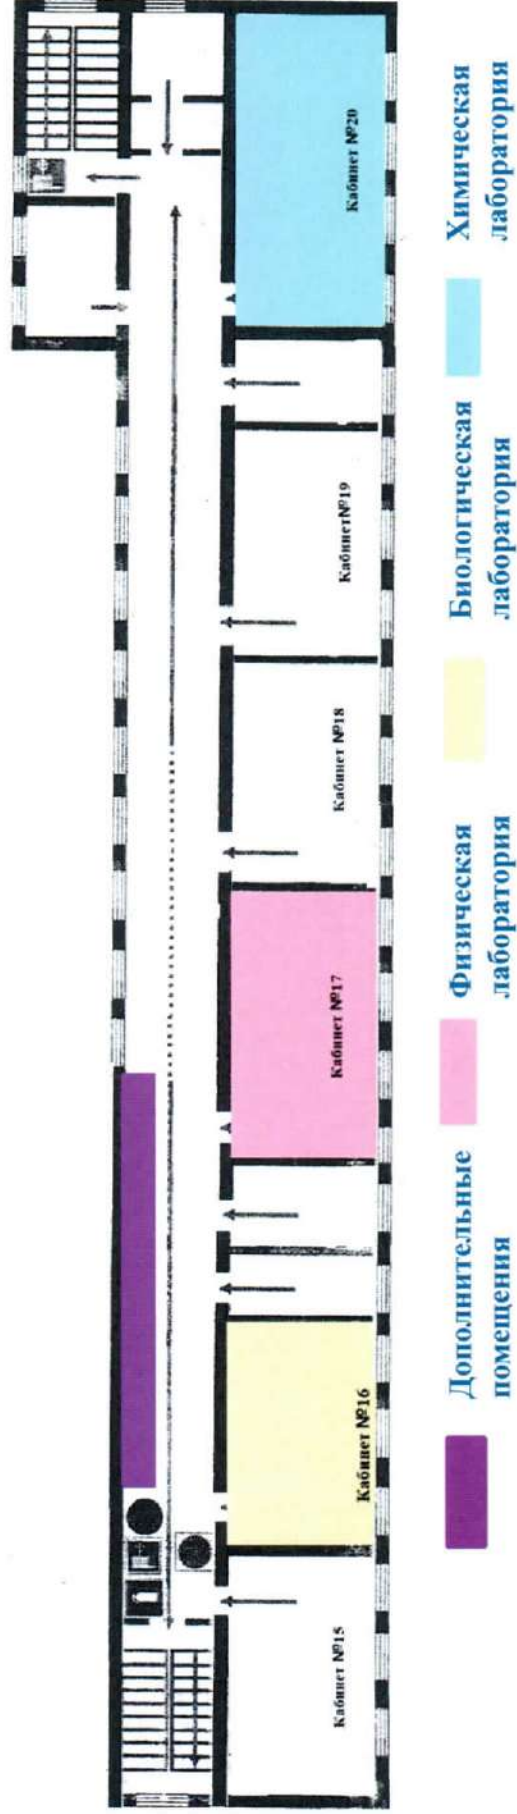 Кабинет №15
Кабинет №16
Кабинет №17
Кабинет №18
Кабинет№19
Кабинет №20
Дополнительные
помещения
Физическая
лаборатория
Биологическая
лаборатория
Химическая
лаборатория